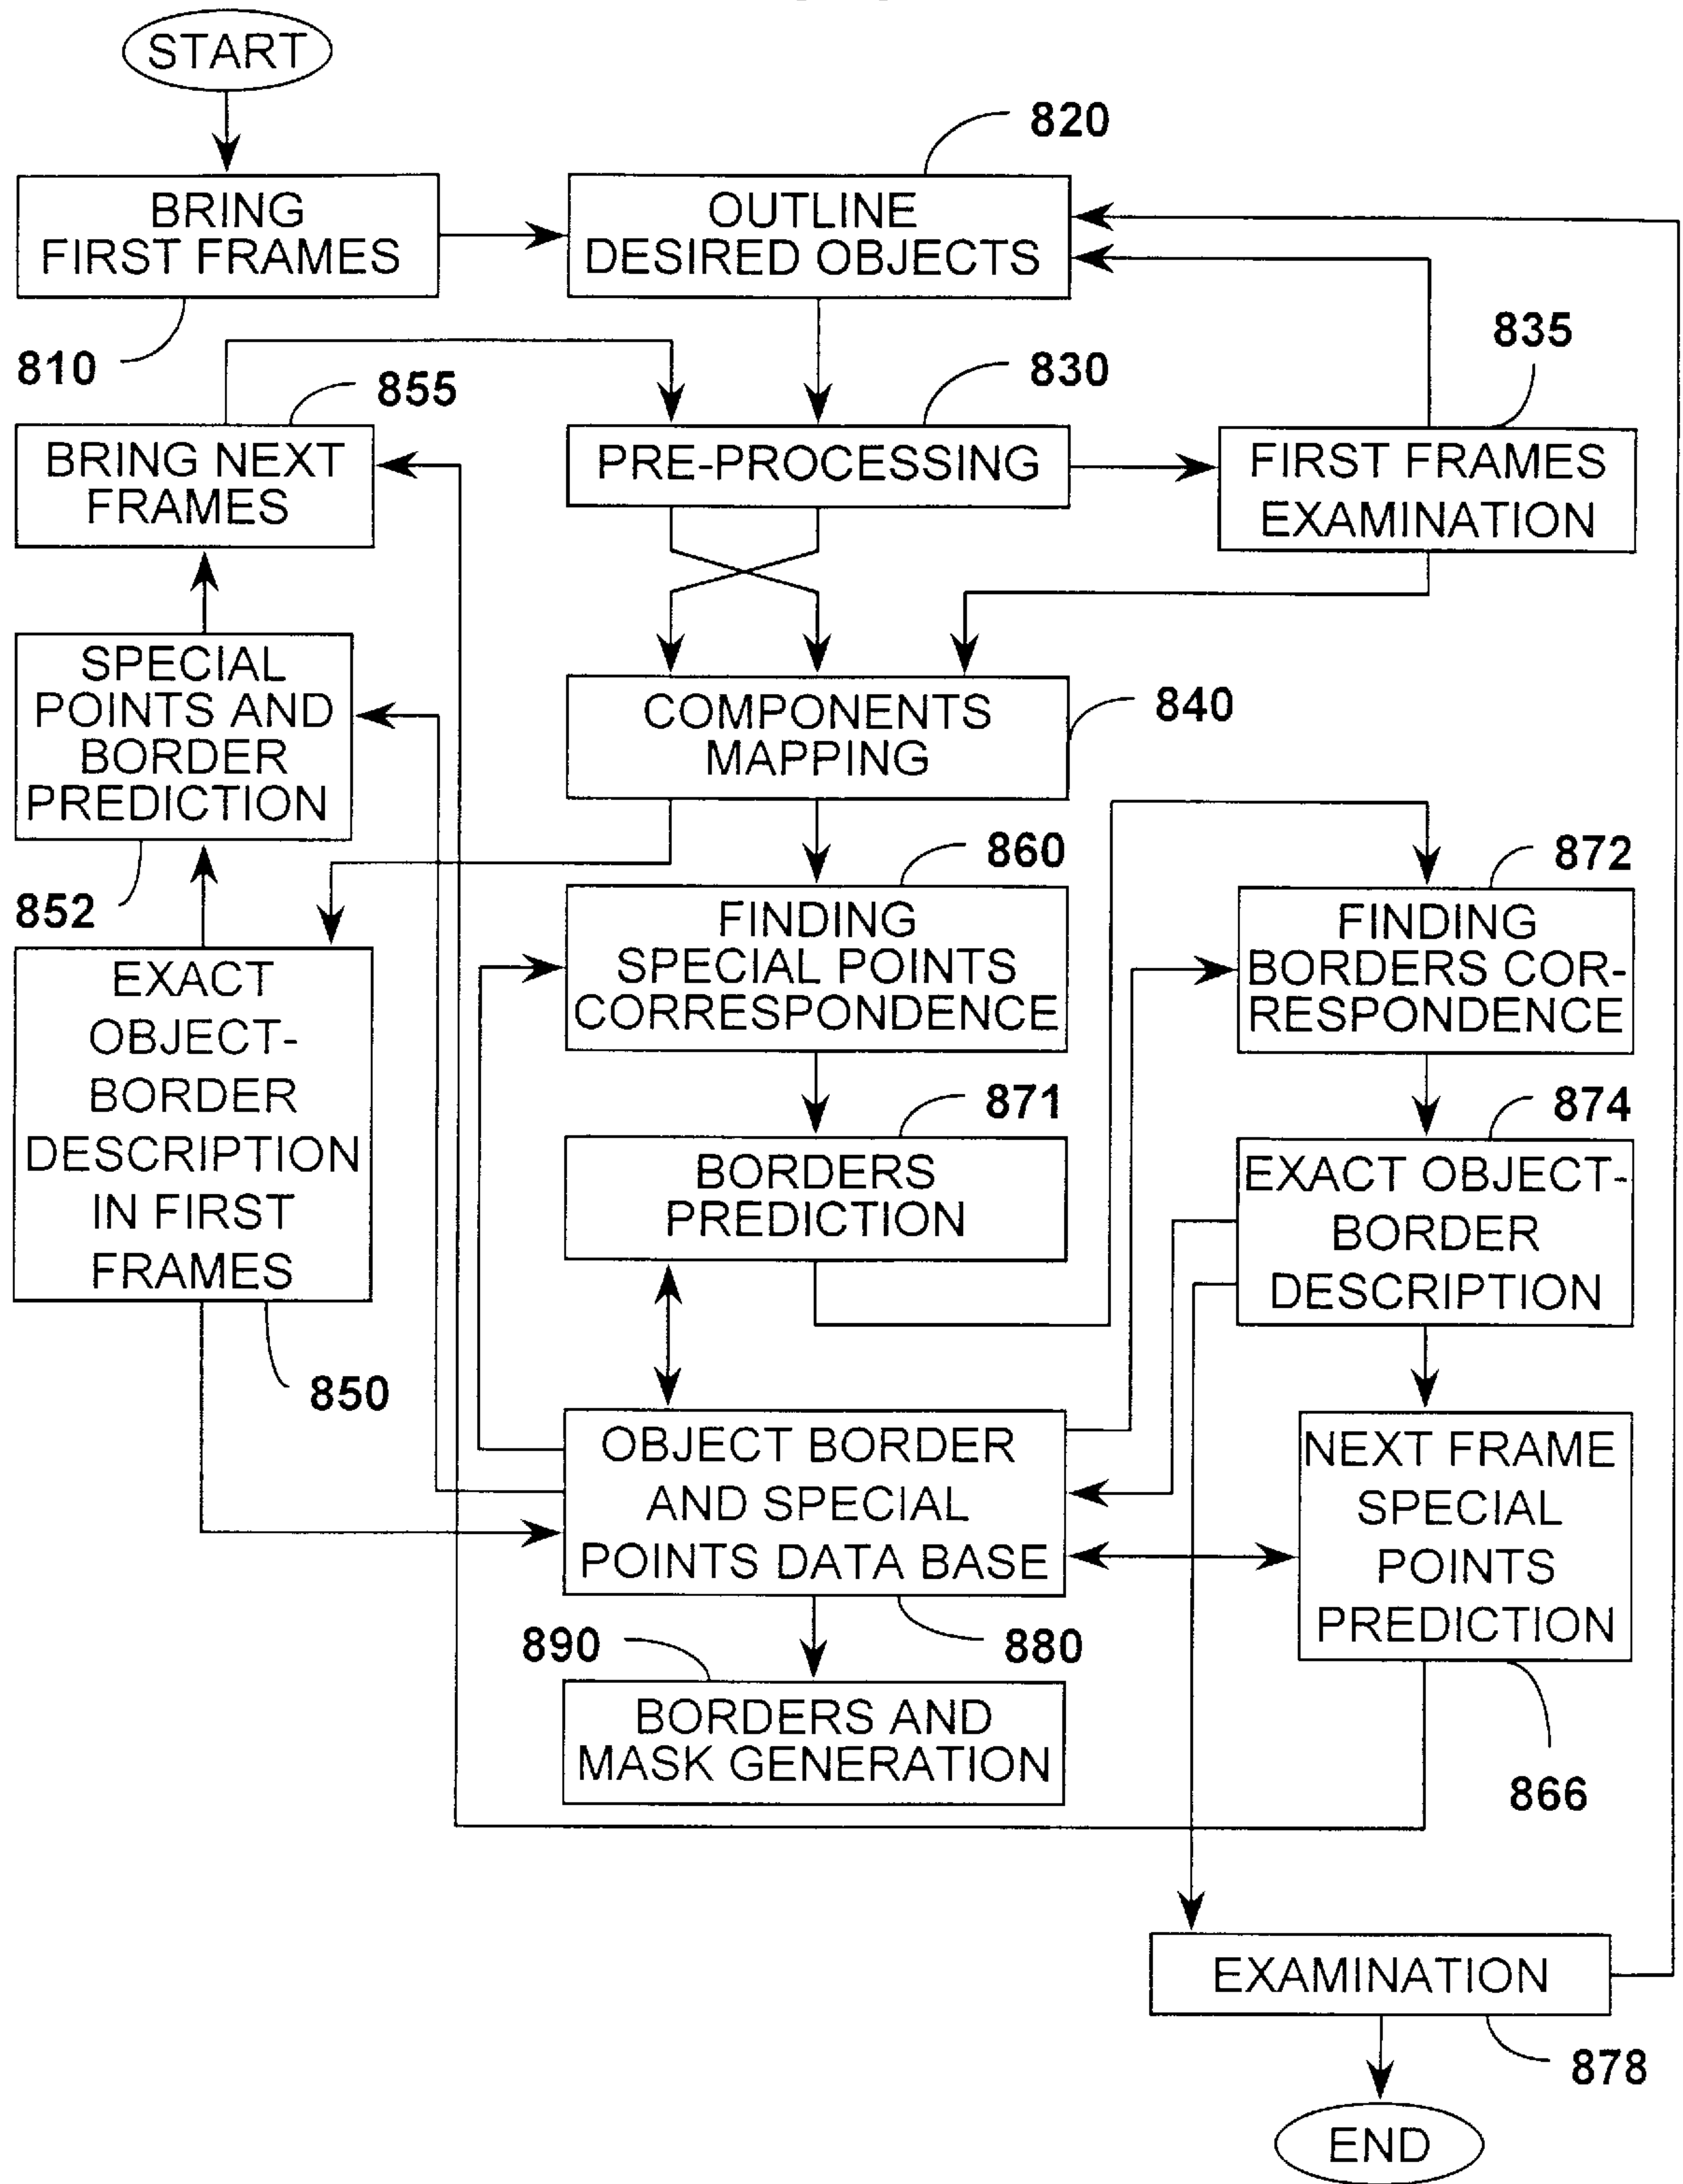 START
820
BRING
FIRST FRAMES
OUTLINE
DESIRED OBJECTS
810
835
855
830
BRING NEXT
FRAMES
PRE-PROCESSING
FIRST FRAMES
EXAMINATION
SPECIAL
POINTS AND
BORDER
PREDICTION
COMPONENTS
MAPPING
840
852
860
872
EXACT
OBJECT-
BORDER
DESCRIPTION
IN FIRST
FRAMES
FINDING
SPECIAL POINTS
CORRESPONDENCE
FINDING
BORDERS COR-
RESPONDENCE
871
874
BORDERS
PREDICTION
EXACT OBJECT-
BORDER
DESCRIPTION
850
OBJECT BORDER
AND SPECIAL
POINTS DATA BASE
NEXT FRAME
SPECIAL
POINTS
PREDICTION
890
880
BORDERS AND
MASK GENERATION
866
EXAMINATION
878
END